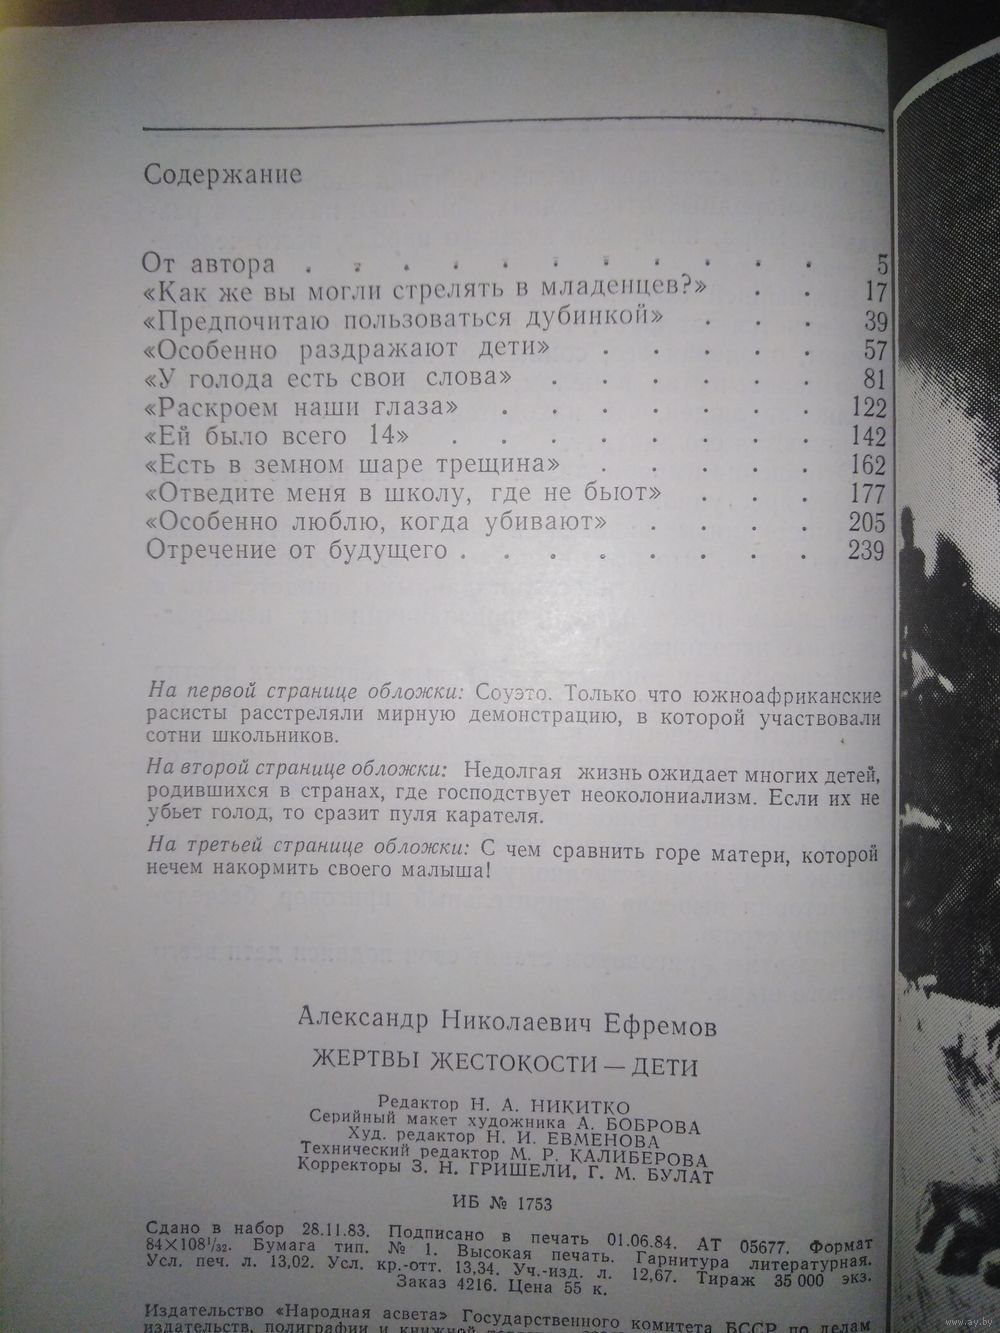 Содержание
От автора . . . . . . . . . . . 5
«Как же вы могли стрелять в младенцев?» . . 17
«Предпочитаю пользоваться дубинкой» . . . 39
«Особенно раздражают дети» . . . . . 57
«У голода есть свои слова» . . . . . . 81
«Раскроем наши глаза» . . . . . . . 122
«Ей было всего 14» . . . . . . . . 142
«Есть в земном шаре трещина» . . . . . 162
«Отведите меня в школу, где не бьют» . . . 177
«Особенно люблю, когда убивают» . . . . 205
Отречение от будущего . . . . . . . . 239
На первой странице обложки: Соуэто. Только что южноафриканские
расисты расстреляли мирную демонстрацию, в которой участвовали
сотни школьников.
На второй странице обложки: Недолгая жизнь ожидает многих детей,
родившихся в странах, где господствует неоколониализм. Если их не
убьет голод, то сразит пуля карателя.
На третьей странице обложки: С чем сравнить горе матери, которой
нечем накормить своего малыша!
Александр Николаевич Ефремов
ЖЕРТВЫ ЖЕСТОКОСТИ — ДЕТИ
Редактор Н. А. НИКИТКО
Серийный макет художника А. БОБРОВА
Худ. редактор Н. И. ЕВМЕНОВА
Технический редактор М. Р. КАЛИБЕРОВА
Корректоры З. Н. ГРИШЕЛИ, Г. М. БУЛАТ
ИБ № 1753
Сдано в набор 28.11.83. Подписано в печать 01.06.84. АТ 05677. Формат
84×108¹/₃₂. Бумага тип. № 1. Высокая печать. Гарнитура литературная.
Усл. печ. л. 13,02. Усл. кр.-отт. 13,34. Уч.-изд. л. 12,67. Тираж 35 000 экз.
Заказ 4216. Цена 55 к.
Издательство «Народная асвета» Государственного комитета БССР по делам
издательств, полиграфии и книжной
www.ay.by